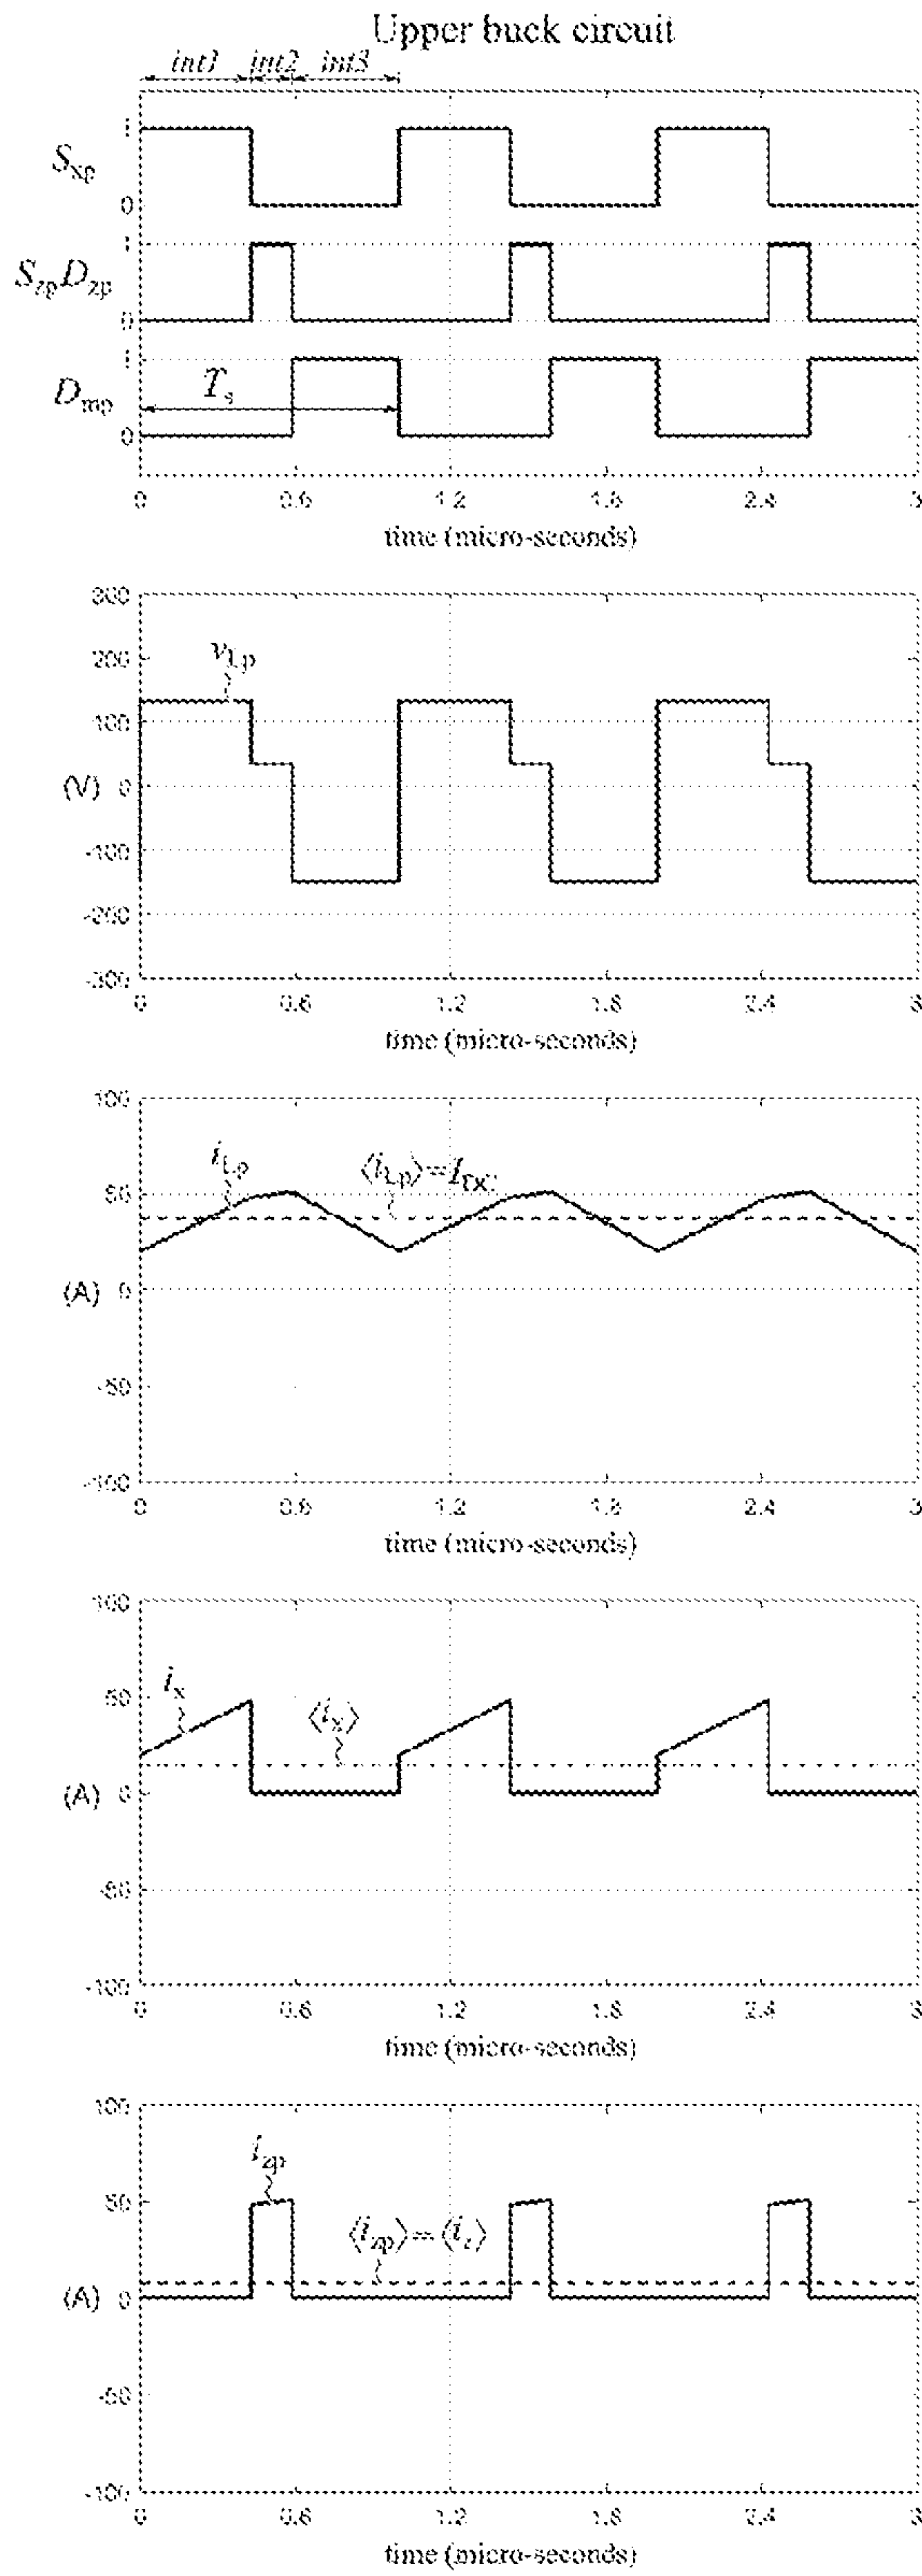 Upper buck circuit
int1 int2 int3
1
S_xp
0
1
S_zp D_zp
0
1
T_s
D_mp
0
0 0.6 1.2 1.8 2.4 3
time (micro-seconds)
300
200
v_Lp
100
(V) 0
-100
-200
-300
0 0.6 1.2 1.8 2.4 3
time (micro-seconds)
100
i_Lp ⟨i_Lp⟩=I_DC
50
(A) 0
-50
-100
0 0.6 1.2 1.8 2.4 3
time (micro-seconds)
100
i_x
50
⟨i_x⟩
(A) 0
-50
-100
0 0.6 1.2 1.8 2.4 3
time (micro-seconds)
100
i_zp
50
⟨i_zp⟩=⟨i_z⟩
(A) 0
-50
-100
0 0.6 1.2 1.8 2.4 3
time (micro-seconds)